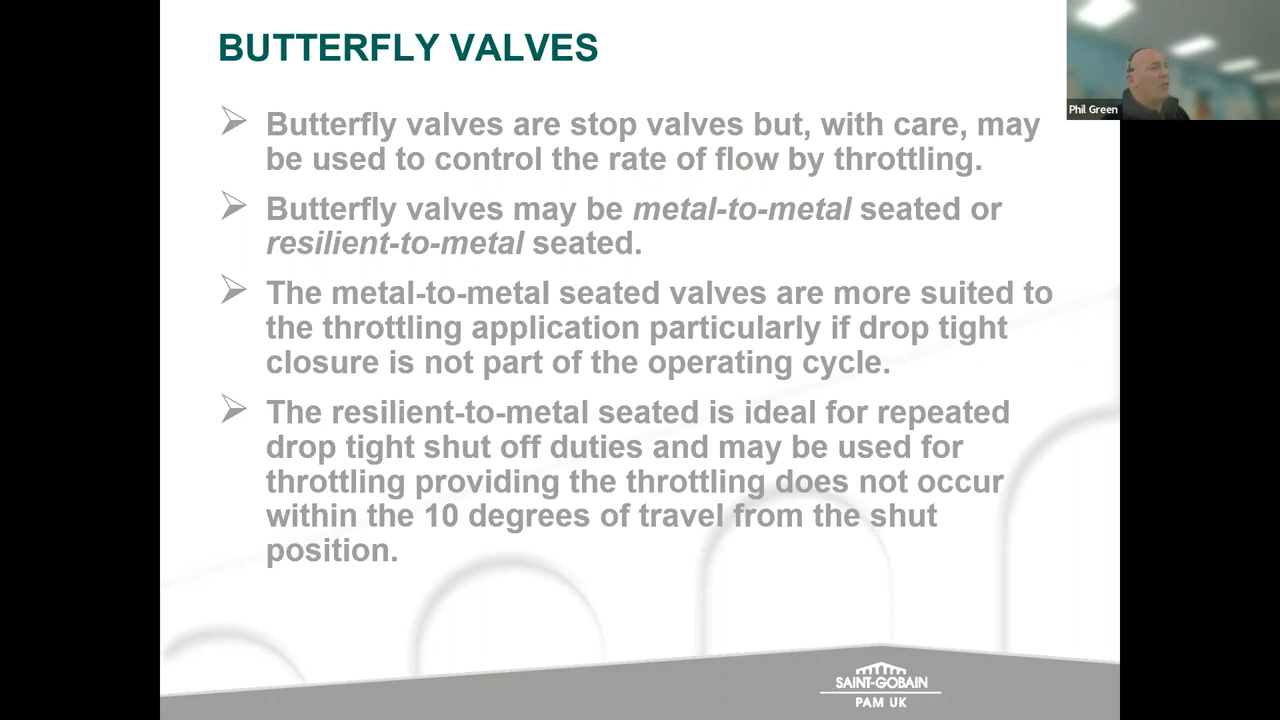 BUTTERFLY VALVES
Phil Green
Butterfly valves are stop valves but, with care, may
be used to control the rate of flow by throttling.
Butterfly valves may be metal-to-metal seated or
resilient-to-metal seated.
The metal-to-metal seated valves are more suited to
the throttling application particularly if drop tight
closure is not part of the operating cycle.
The resilient-to-metal seated is ideal for repeated
drop tight shut off duties and may be used for
throttling providing the throttling does not occur
within the 10 degrees of travel from the shut
position.
SAINT-GOBAIN
PAM UK